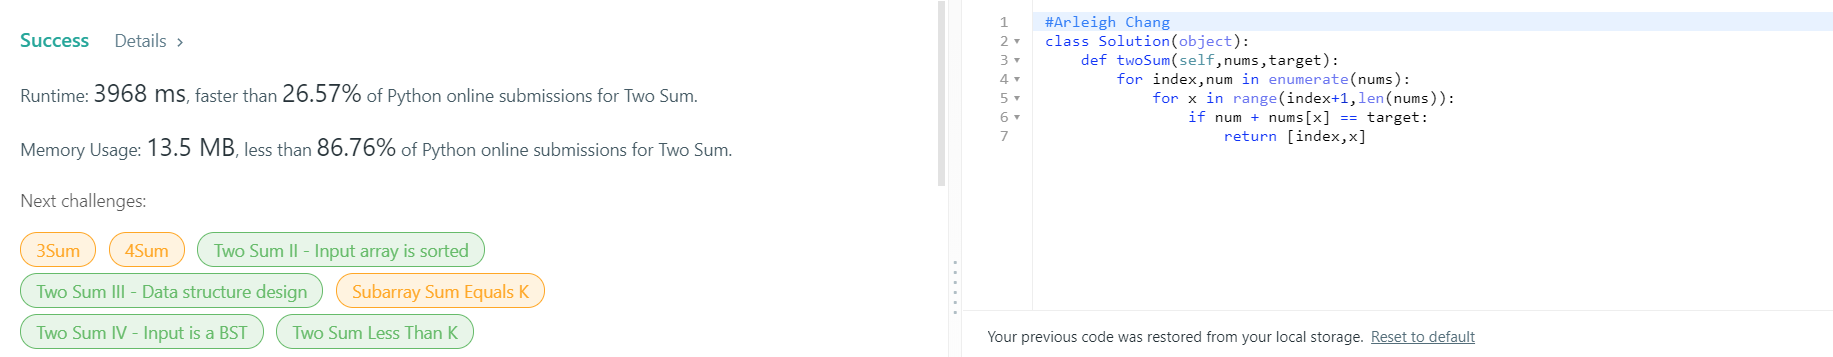 Success Details >
Runtime: 3968 ms, faster than 26.57% of Python online submissions for Two Sum.
Memory Usage: 13.5 MB, less than 86.76% of Python online submissions for Two Sum.
Next challenges:
3Sum 4Sum Two Sum II - Input array is sorted
Two Sum III - Data structure design Subarray Sum Equals K
Two Sum IV - Input is a BST Two Sum Less Than K
1 #Arleigh Chang
2 class Solution(object):
3 def twoSum(self,nums,target):
4 for index,num in enumerate(nums):
5 for x in range(index+1,len(nums)):
6 if num + nums[x] == target:
7 return [index,x]
Your previous code was restored from your local storage. Reset to default